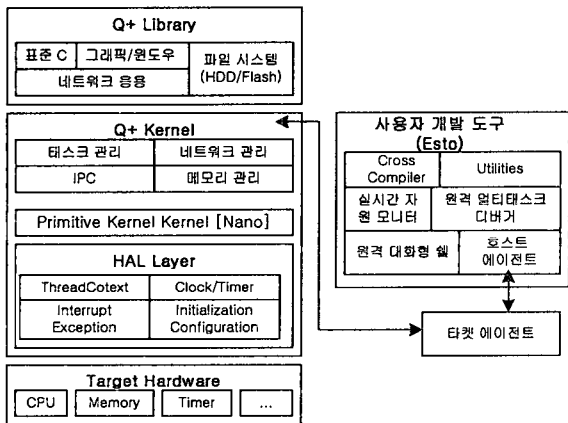 Q+ Library
표준 C
그래픽/윈도우
파일 시스템
(HDD/Flash)
네트워크 응용
Q+ Kernel
태스크 관리
네트워크 관리
IPC
메모리 관리
Primitive Kernel Kernel [Nano]
HAL Layer
ThreadCotext
Clock/Timer
Interrupt
Exception
Initialization
Configuration
Target Hardware
CPU
Memory
Timer
...
사용자 개발 도구
(Esto)
Cross
Compiler
Utilities
실시간 자
원 모니터
원격 멀티태스크
디버거
원격 대화형 쉘
호스트
에이전트
타켓 에이전트